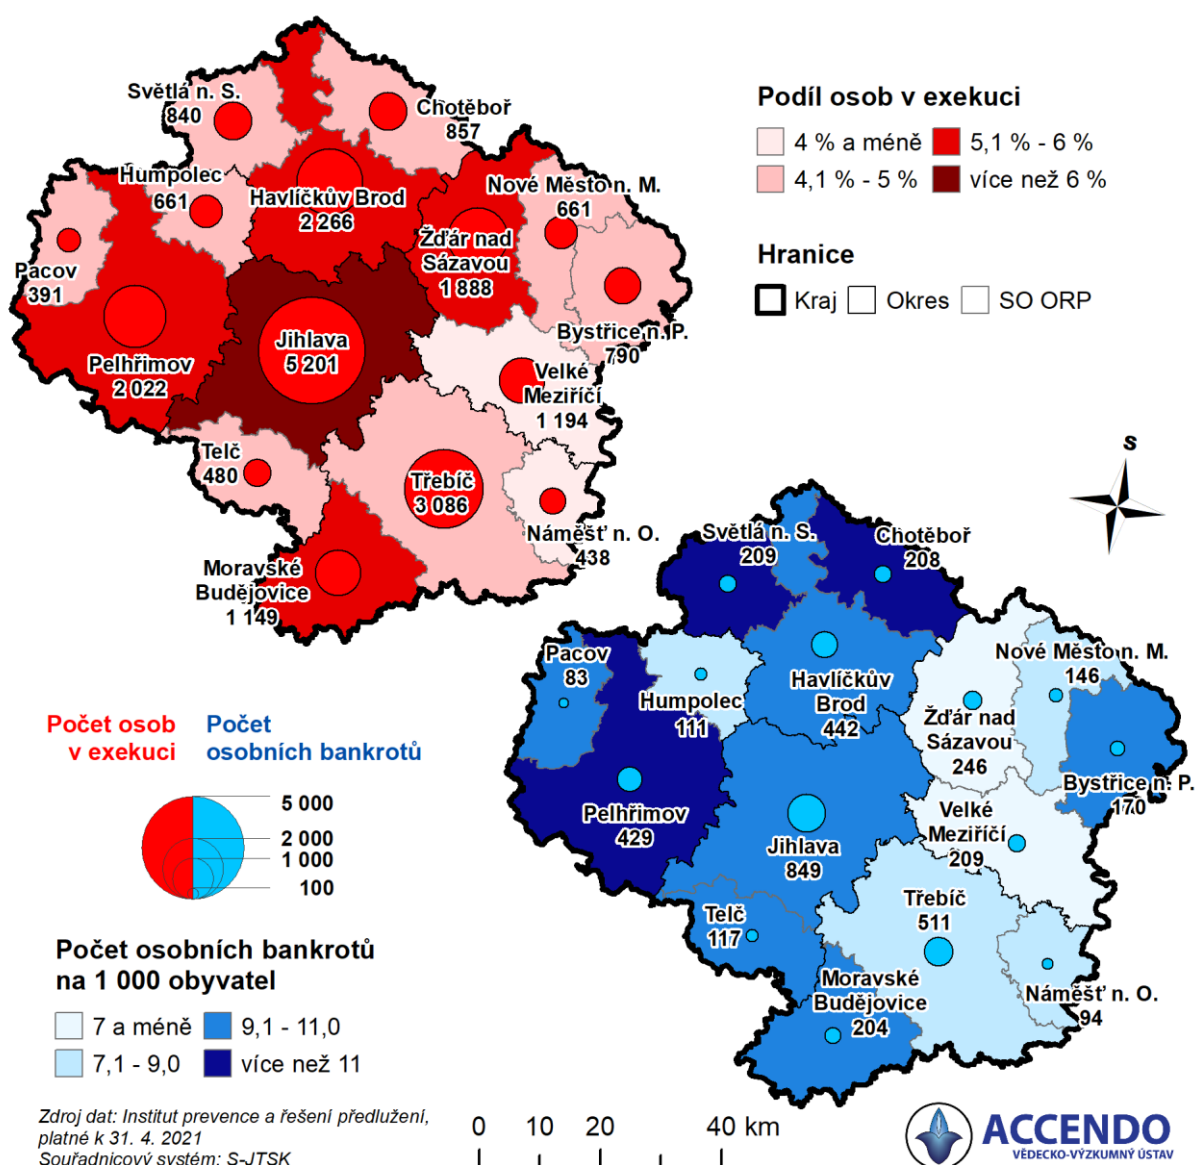 Světlá n. S.
840
Chotěboř
857
Humpolec
661
Havlíčkův Brod
2 266
Nové Město n. M.
661
Žďár nad
Sázavou
1 888
Pacov
391
Pelhřimov
2 022
Jihlava
5 201
Bystřice n. P.
790
Velké
Meziříčí
1 194
Telč
480
Třebíč
3 086
Náměšť n. O.
438
Moravské
Budějovice
1 149
Podíl osob v exekuci
4 % a méně
5,1 % - 6 %
4,1 % - 5 %
více než 6 %
Hranice
Kraj
Okres
SO ORP
S
Světlá n. S.
209
Chotěboř
208
Pacov
83
Humpolec
111
Havlíčkův
Brod
442
Nové Město n. M.
146
Žďár nad
Sázavou
246
Bystřice n. P.
170
Pelhřimov
429
Jihlava
849
Velké
Meziříčí
209
Telč
117
Třebíč
511
Moravské
Budějovice
204
Náměšť n. O.
94
Počet osob
v exekuci
Počet
osobních bankrotů
5 000
2 000
1 000
100
Počet osobních bankrotů
na 1 000 obyvatel
7 a méně
9,1 - 11,0
7,1 - 9,0
více než 11
Zdroj dat: Institut prevence a řešení předlužení,
platné k 31. 4. 2021
Souřadnicový systém: S-JTSK
0 10 20 40 km
ACCENDO
VĚDECKO-VÝZKUMNÝ ÚSTAV